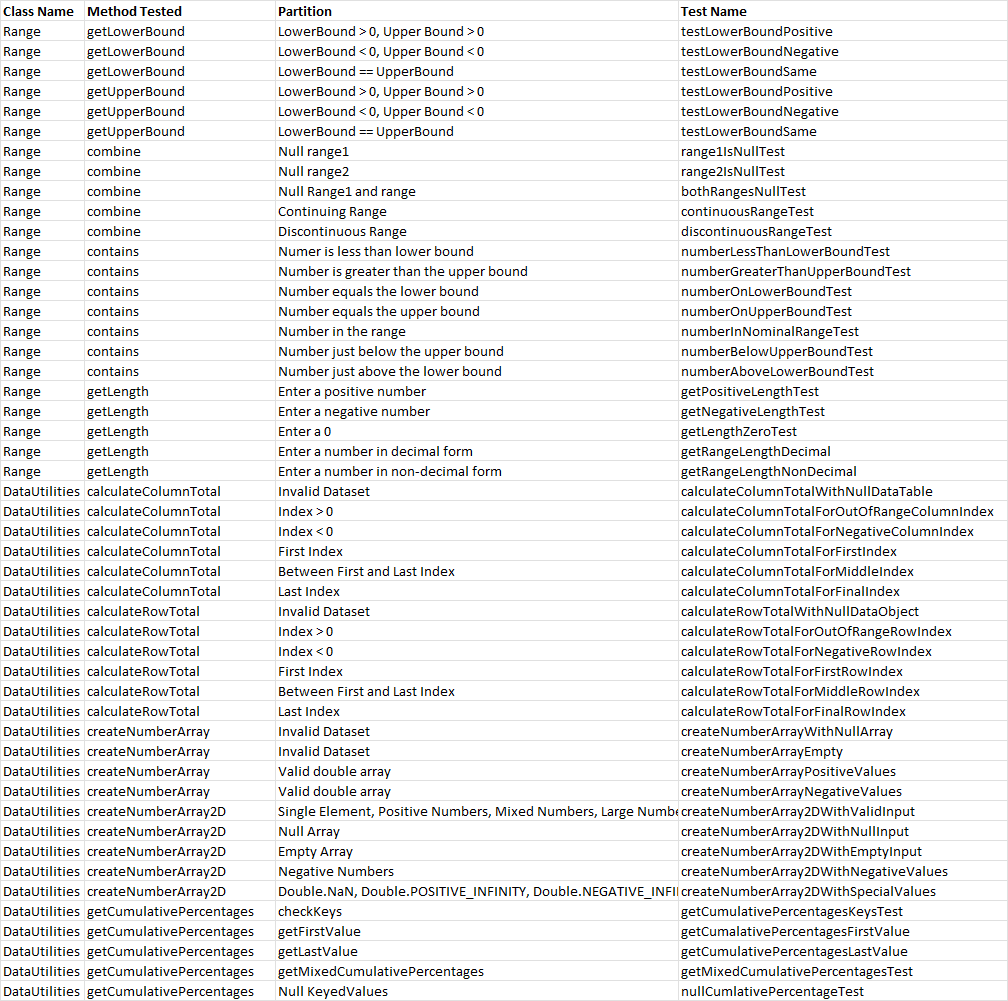 Class Name Method Tested Partition Test Name
Range getLowerBound LowerBound > 0, Upper Bound > 0 testLowerBoundPositive
Range getLowerBound LowerBound < 0, Upper Bound < 0 testLowerBoundNegative
Range getLowerBound LowerBound == UpperBound testLowerBoundSame
Range getUpperBound LowerBound > 0, Upper Bound > 0 testLowerBoundPositive
Range getUpperBound LowerBound < 0, Upper Bound < 0 testLowerBoundNegative
Range getUpperBound LowerBound == UpperBound testLowerBoundSame
Range combine Null range1 range1IsNullTest
Range combine Null range2 range2IsNullTest
Range combine Null Range1 and range bothRangesNullTest
Range combine Continuing Range continuousRangeTest
Range combine Discontinuous Range discontinuousRangeTest
Range contains Numer is less than lower bound numberLessThanLowerBoundTest
Range contains Number is greater than the upper bound numberGreaterThanUpperBoundTest
Range contains Number equals the lower bound numberOnLowerBoundTest
Range contains Number equals the upper bound numberOnUpperBoundTest
Range contains Number in the range numberInNominalRangeTest
Range contains Number just below the upper bound numberBelowUpperBoundTest
Range contains Number just above the lower bound numberAboveLowerBoundTest
Range getLength Enter a positive number getPositiveLengthTest
Range getLength Enter a negative number getNegativeLengthTest
Range getLength Enter a 0 getLengthZeroTest
Range getLength Enter a number in decimal form getRangeLengthDecimal
Range getLength Enter a number in non-decimal form getRangeLengthNonDecimal
DataUtilities calculateColumnTotal Invalid Dataset calculateColumnTotalWithNullDataTable
DataUtilities calculateColumnTotal Index > 0 calculateColumnTotalForOutOfRangeColumnIndex
DataUtilities calculateColumnTotal Index < 0 calculateColumnTotalForNegativeColumnIndex
DataUtilities calculateColumnTotal First Index calculateColumnTotalForFirstIndex
DataUtilities calculateColumnTotal Between First and Last Index calculateColumnTotalForMiddleIndex
DataUtilities calculateColumnTotal Last Index calculateColumnTotalForFinalIndex
DataUtilities calculateRowTotal Invalid Dataset calculateRowTotalWithNullDataObject
DataUtilities calculateRowTotal Index > 0 calculateRowTotalForOutOfRangeRowIndex
DataUtilities calculateRowTotal Index < 0 calculateRowTotalForNegativeRowIndex
DataUtilities calculateRowTotal First Index calculateRowTotalForFirstRowIndex
DataUtilities calculateRowTotal Between First and Last Index calculateRowTotalForMiddleRowIndex
DataUtilities calculateRowTotal Last Index calculateRowTotalForFinalRowIndex
DataUtilities createNumberArray Invalid Dataset createNumberArrayWithNullArray
DataUtilities createNumberArray Invalid Dataset createNumberArrayEmpty
DataUtilities createNumberArray Valid double array createNumberArrayPositiveValues
DataUtilities createNumberArray Valid double array createNumberArrayNegativeValues
DataUtilities createNumberArray2D Single Element, Positive Numbers, Mixed Numbers, Large Numbe createNumberArray2DWithValidInput
DataUtilities createNumberArray2D Null Array createNumberArray2DWithNullInput
DataUtilities createNumberArray2D Empty Array createNumberArray2DWithEmptyInput
DataUtilities createNumberArray2D Negative Numbers createNumberArray2DWithNegativeValues
DataUtilities createNumberArray2D Double.NaN, Double.POSITIVE_INFINITY, Double.NEGATIVE_INFI createNumberArray2DWithSpecialValues
DataUtilities getCumulativePercentages checkKeys getCumulativePercentagesKeysTest
DataUtilities getCumulativePercentages getFirstValue getCumalativePercentagesFirstValue
DataUtilities getCumulativePercentages getLastValue getCumulativePercentagesLastValue
DataUtilities getCumulativePercentages getMixedCumulativePercentages getMixedCumulativePercentagesTest
DataUtilities getCumulativePercentages Null KeyedValues nullCumlativePercentageTest